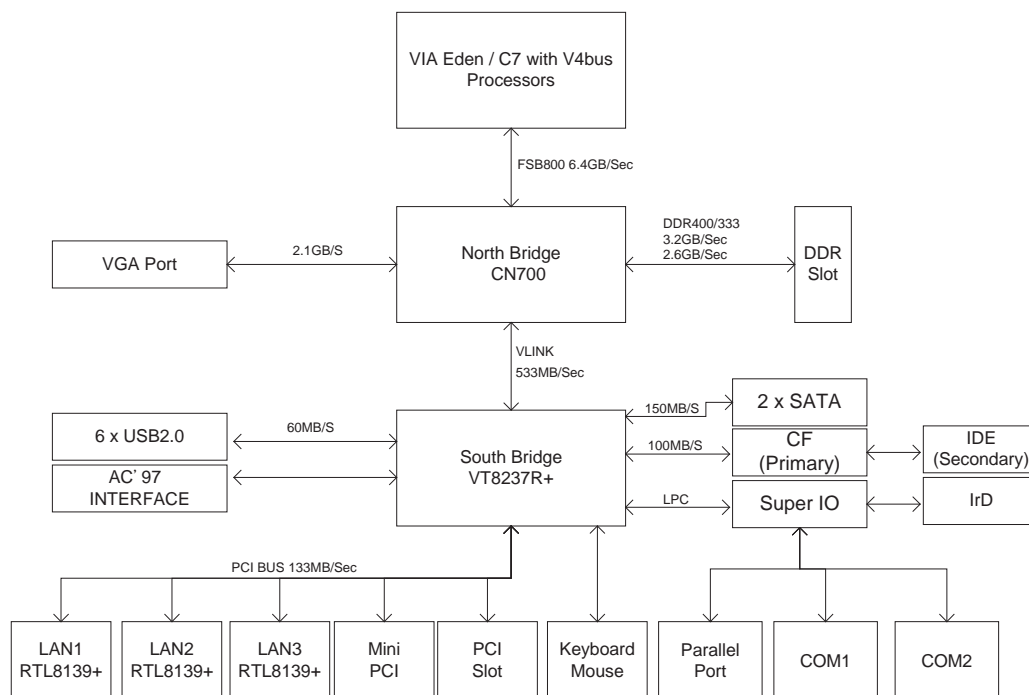 VIA Eden / C7 with V4bus
Processors
FSB800 6.4GB/Sec
VGA Port
2.1GB/S
North Bridge
CN700
DDR400/333
3.2GB/Sec
2.6GB/Sec
DDR
Slot
VLINK
533MB/Sec
6 x USB2.0
60MB/S
AC' 97
INTERFACE
South Bridge
VT8237R+
150MB/S
2 x SATA
100MB/S
CF
(Primary)
IDE
(Secondary)
LPC
Super IO
IrD
PCI BUS 133MB/Sec
LAN1
RTL8139+
LAN2
RTL8139+
LAN3
RTL8139+
Mini
PCI
PCI
Slot
Keyboard
Mouse
Parallel
Port
COM1
COM2